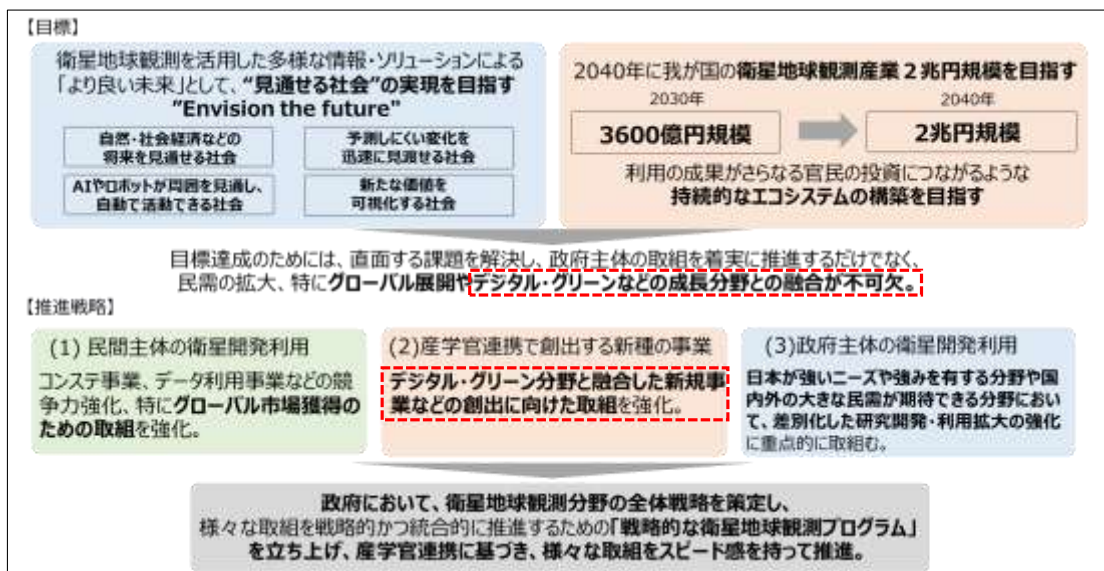 【目標】
衛星地球観測を活用した多様な情報・ソリューションによる
「より良い未来」として、“見通せる社会”の実現を目指す
"Envision the future"
自然・社会経済などの
将来を見通せる社会
予測しにくい変化を
迅速に見渡せる社会
AIやロボットが周囲を見通し、
自動で活動できる社会
新たな価値を
可視化する社会
2040年に我が国の衛星地球観測産業２兆円規模を目指す
2030年
2040年
3600億円規模
2兆円規模
利用の成果がさらなる官民の投資につながるような
持続的なエコシステムの構築を目指す
目標達成のためには、直面する課題を解決し、政府主体の取組を着実に推進するだけでなく、
民需の拡大、特にグローバル展開やデジタル・グリーンなどの成長分野との融合が不可欠。
【推進戦略】
(1) 民間主体の衛星開発利用
コンステ事業、データ利用事業などの競
争力強化、特にグローバル市場獲得の
ための取組を強化。
(2)産学官連携で創出する新種の事業
デジタル・グリーン分野と融合した新規事
業などの創出に向けた取組を強化。
(3)政府主体の衛星開発利用
日本が強いニーズや強みを有する分野や国
内外の大きな民需が期待できる分野におい
て、差別化した研究開発・利用拡大の強化
に重点的に取組む。
政府において、衛星地球観測分野の全体戦略を策定し、
様々な取組を戦略的かつ統合的に推進するための「戦略的な衛星地球観測プログラム」
を立ち上げ、産学官連携に基づき、様々な取組をスピード感を持って推進。